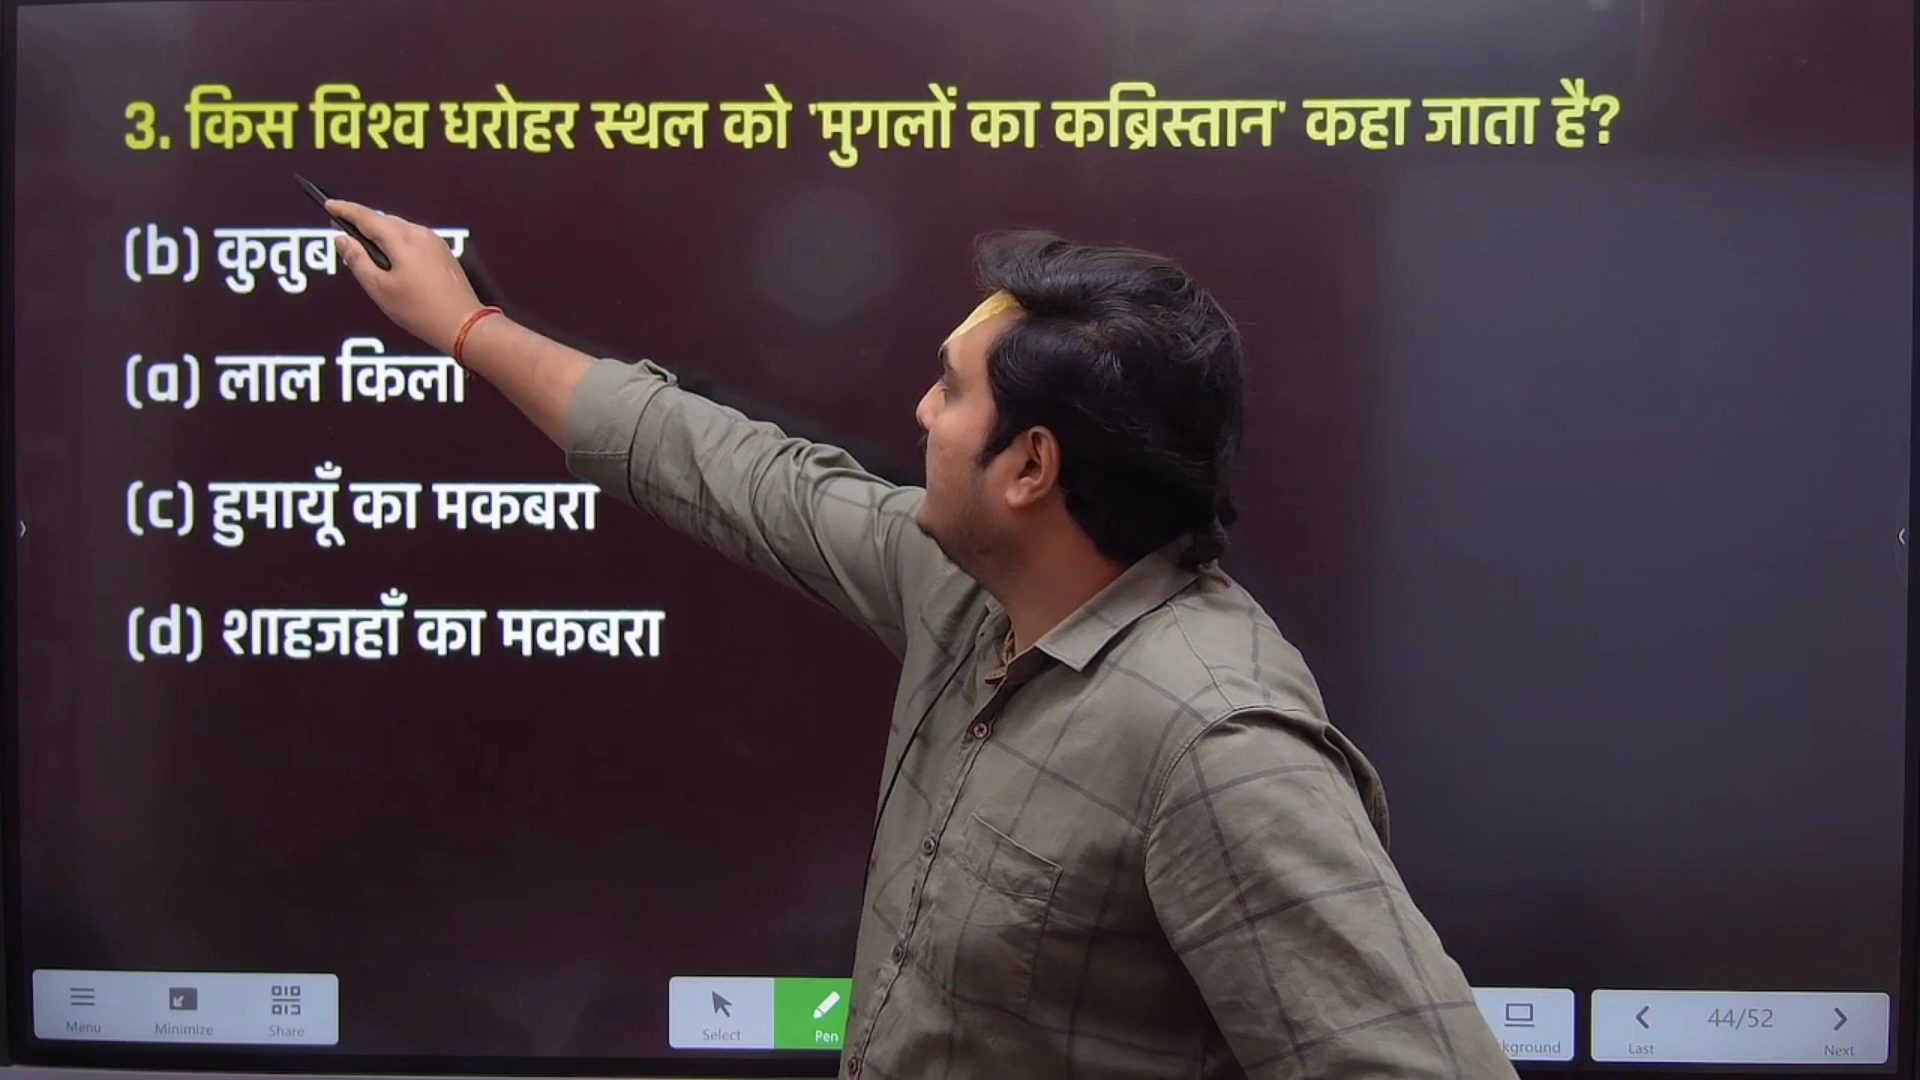 3. किस विश्व धरोहर स्थल को 'मुगलों का कब्रिस्तान' कहा जाता है?
(b) कुतुब
(a) लाल किला
(c) हुमायूँ का मकबरा
(d) शाहजहाँ का मकबरा
Menu
Minimize
Share
Select
Pen
kground
Last
44/52
Next